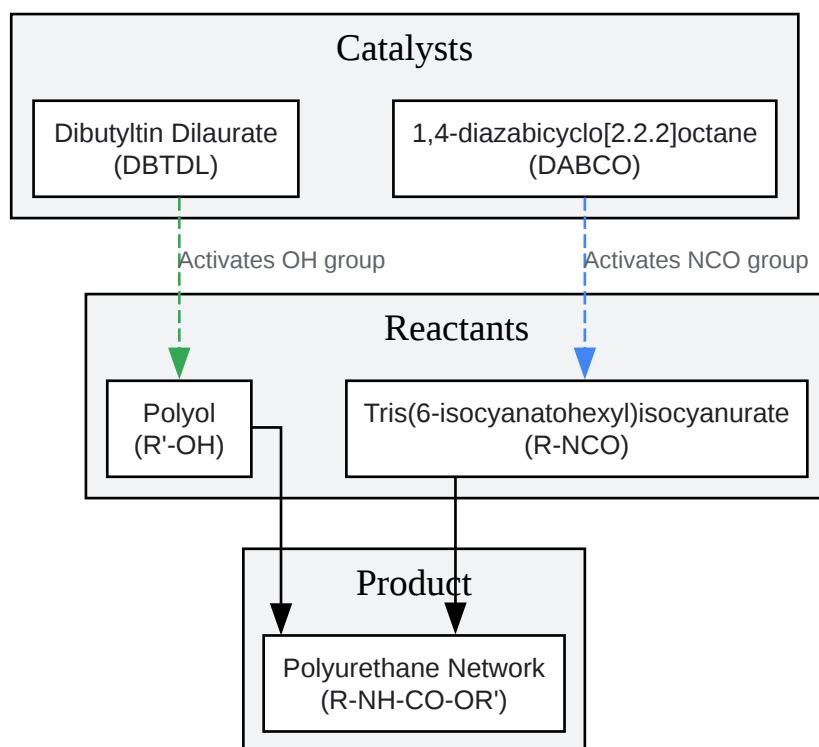 Catalysts
Dibutyltin Dilaurate
(DBTDL)
1,4-diazabicyclo[2.2.2]octane
(DABCO)
Activates OH group
Activates NCO group
Reactants
Polyol
(R'-OH)
Tris(6-isocyanatohexyl)isocyanurate
(R-NCO)
Product
Polyurethane Network
(R-NH-CO-OR')